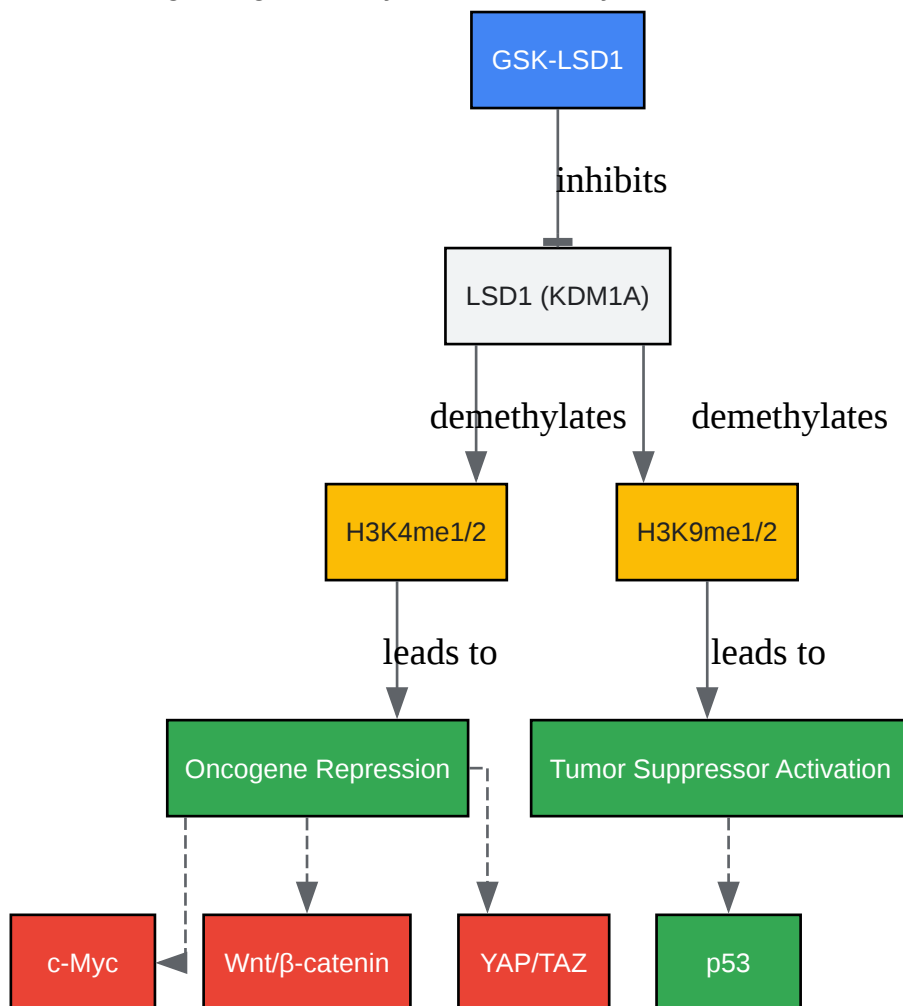 GSK-LSD1
inhibits
LSD1 (KDM1A)
demethylates demethylates
H3K4me1/2 H3K9me1/2
leads to leads to
Oncogene Repression Tumor Suppressor Activation
c-Myc Wnt/β-catenin YAP/TAZ p53